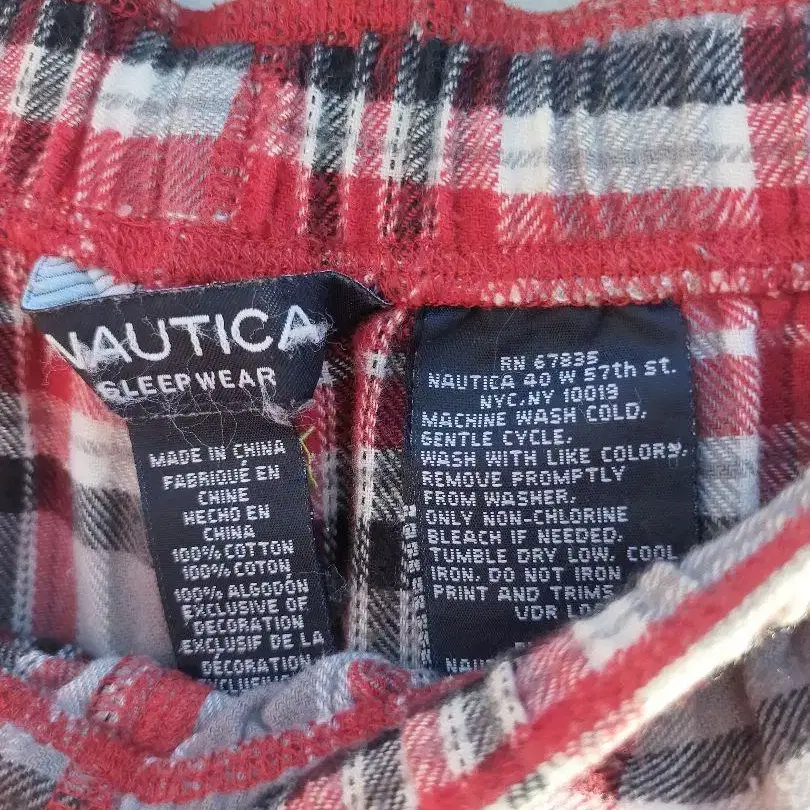 NAUTICA
SLEEPWEAR
MADE IN CHINA
FABRIQUÉ EN
CHINE
HECHO EN
CHINA
100% COTTON
100% COTON
100% ALGODÓN
EXCLUSIVE OF
DECORATION
EXCLUSIF DE LA
DÉCORATION
RN 67835
NAUTICA 40 W 57th St.
NYC.NY 10019
MACHINE WASH COLD,
GENTLE CYCLE.
WASH WITH LIKE COLORS.
REMOVE PROMPTLY
FROM WASHER.
ONLY NON-CHLORINE
BLEACH IF NEEDED.
TUMBLE DRY LOW. COOL
IRON. DO NOT IRON
PRINT AND TRIMS
VDR